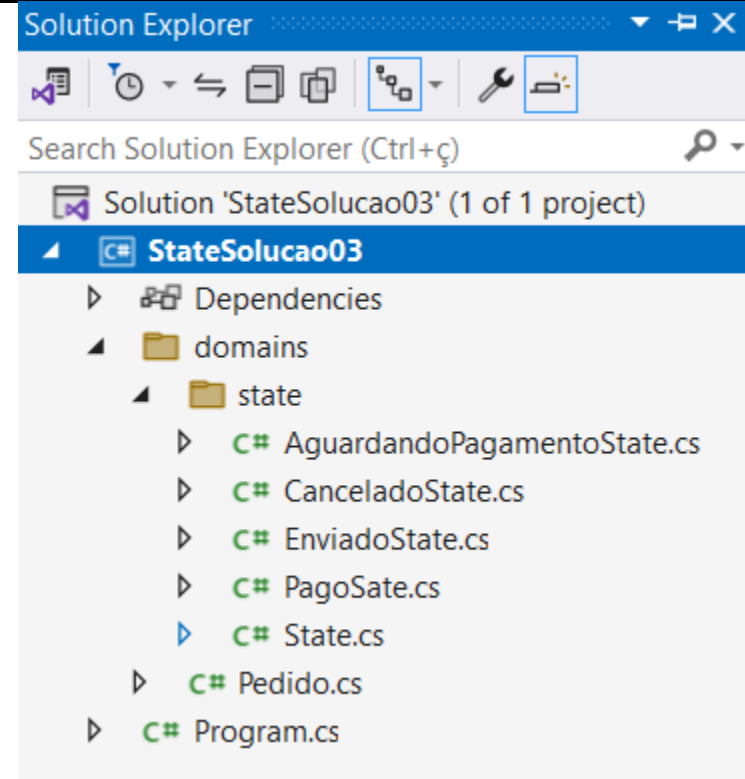 Solution Explorer
Search Solution Explorer (Ctrl+ç)
Solution 'StateSolucao03' (1 of 1 project)
C# StateSolucao03
Dependencies
domains
state
C# AguardandoPagamentoState.cs
C# CanceladoState.cs
C# EnviadoState.cs
C# PagoSate.cs
C# State.cs
C# Pedido.cs
C# Program.cs